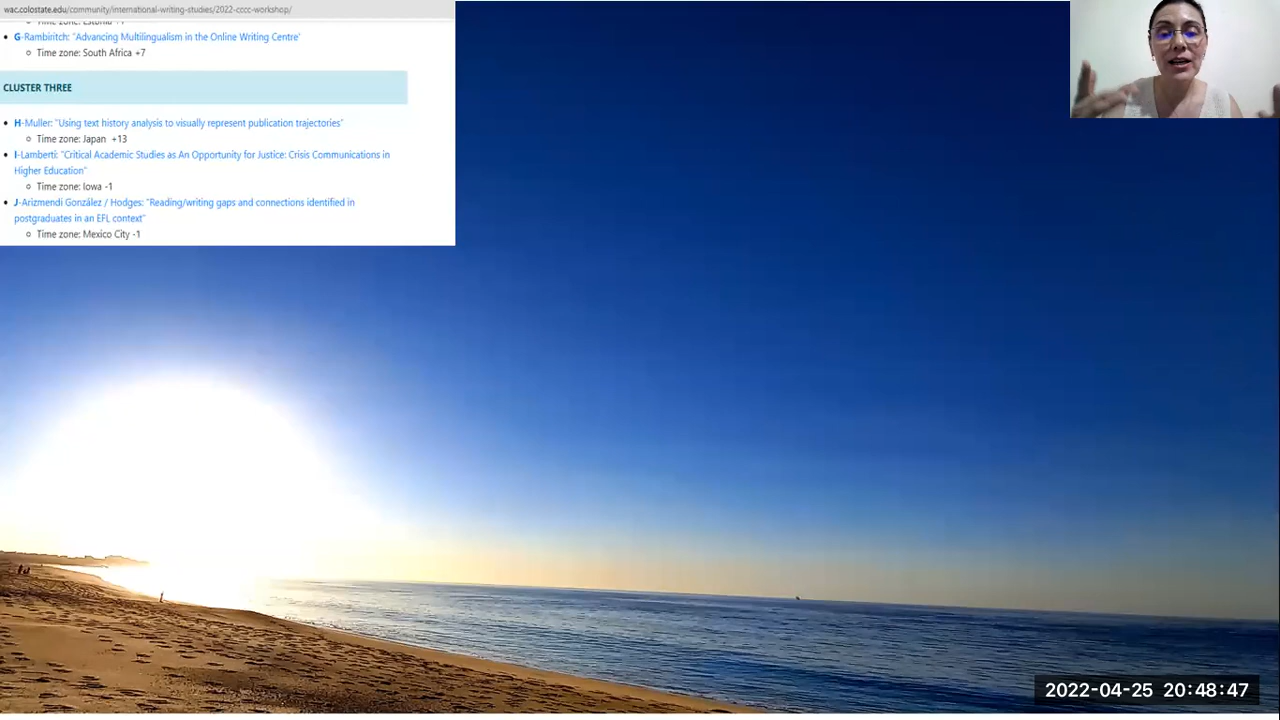 wac.colostate.edu/community/international-writing-studies/2022-cccc-workshop/
Time zone: Estonia +7
G-Rambiritch: "Advancing Multilingualism in the Online Writing Centre'
Time zone: South Africa +7
CLUSTER THREE
H-Muller: "Using text history analysis to visually represent publication trajectories"
Time zone: Japan +13
I-Lamberti: "Critical Academic Studies as An Opportunity for Justice: Crisis Communications in
Higher Education"
Time zone: Iowa -1
J-Arizmendi González / Hodges: "Reading/writing gaps and connections identified in
postgraduates in an EFL context"
Time zone: Mexico City -1
2022-04-25 20:48:47